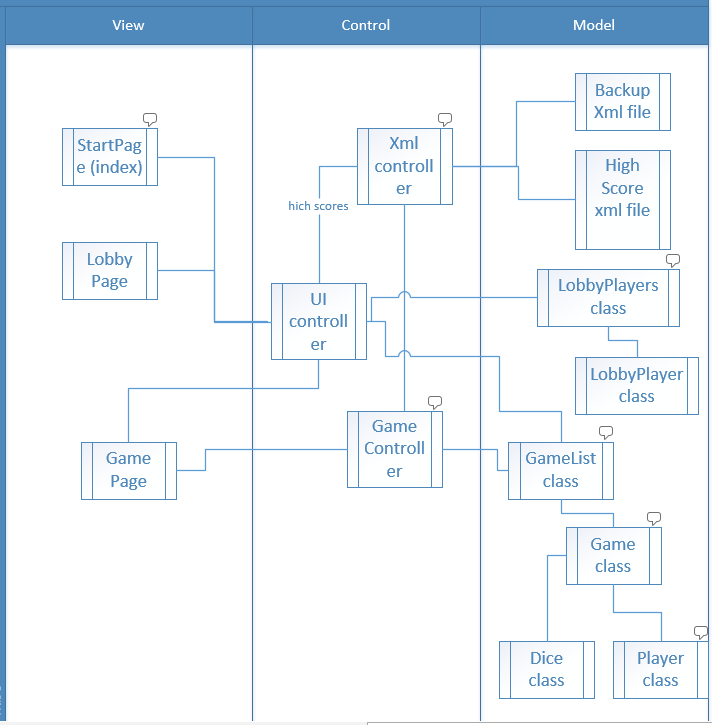 View
Control
Model
StartPag
e (index)
Lobby
Page
Game
Page
Xml
controll
er
hich scores
UI
controll
er
Game
Controll
er
Backup
Xml file
High
Score
xml file
LobbyPlayers
class
LobbyPlayer
class
GameList
class
Game
class
Dice
class
Player
class